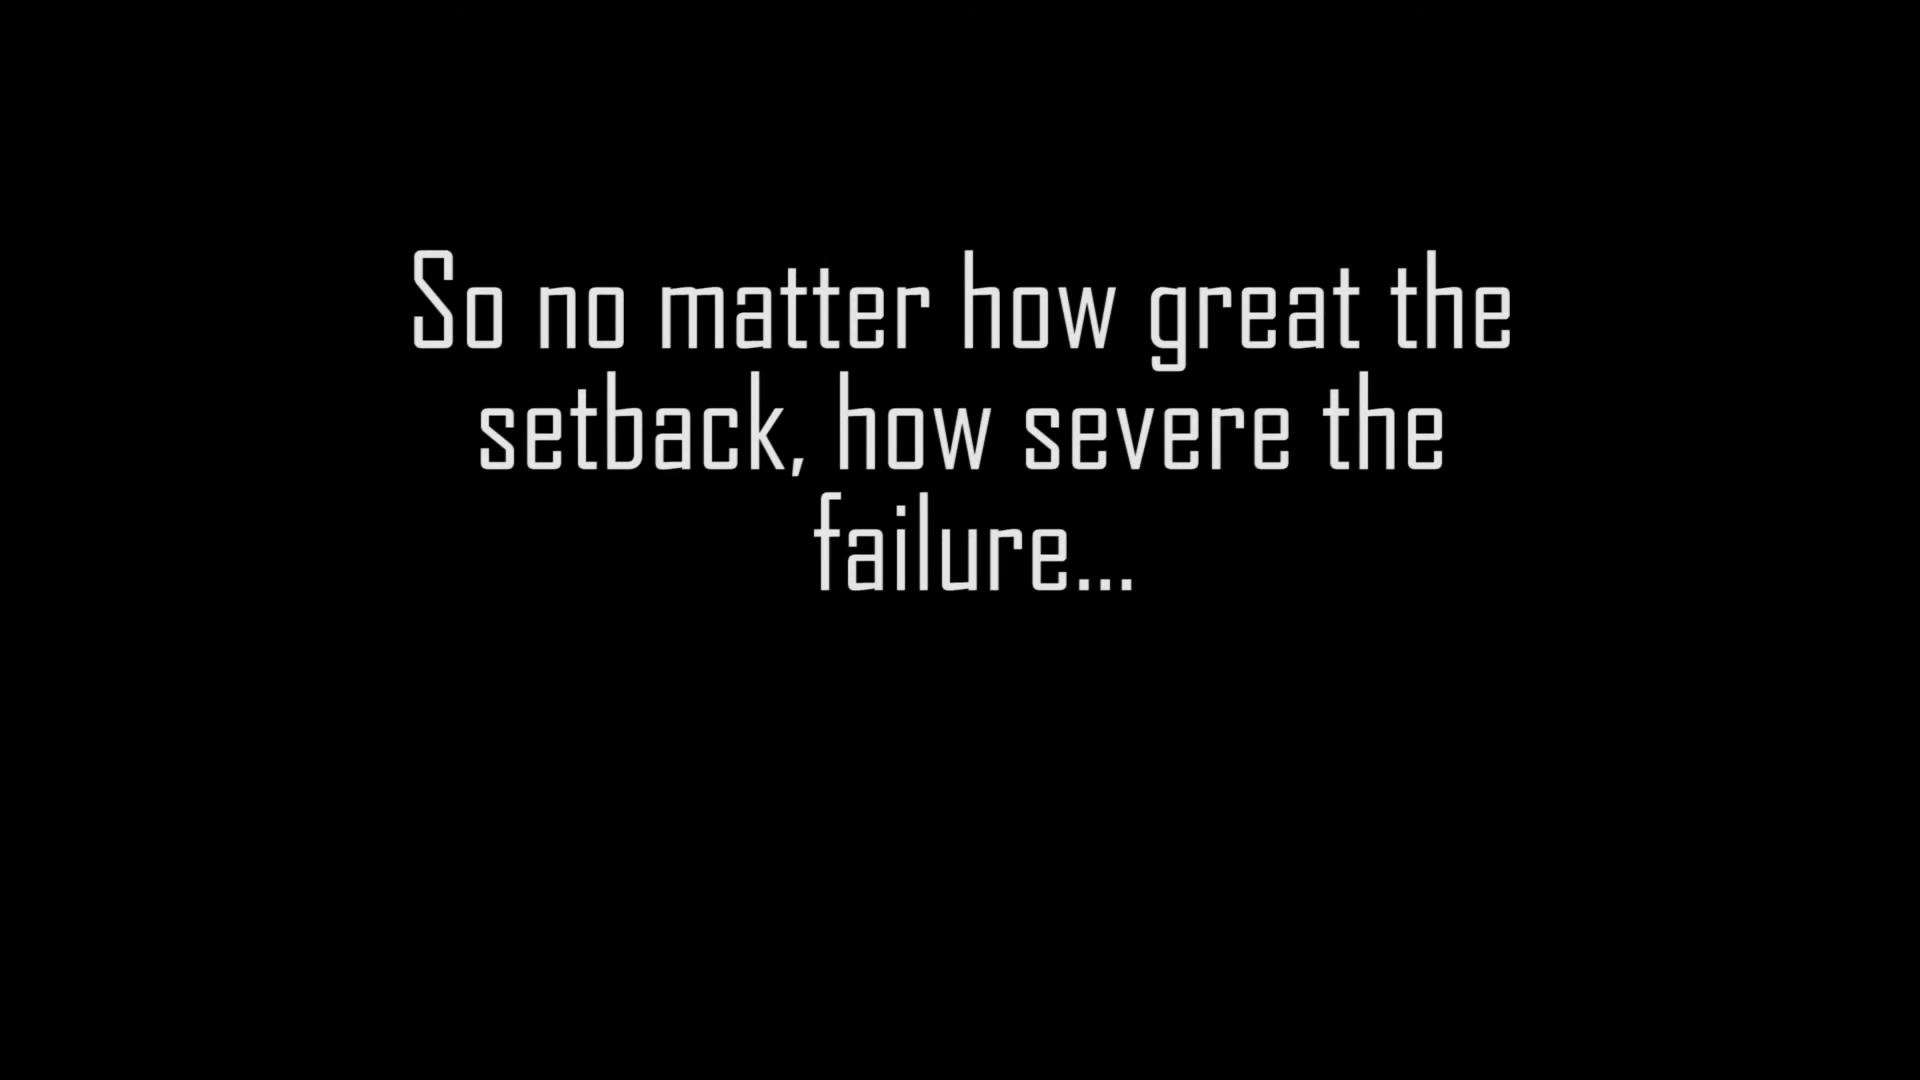 So no matter how great the
setback, how severe the
failure...